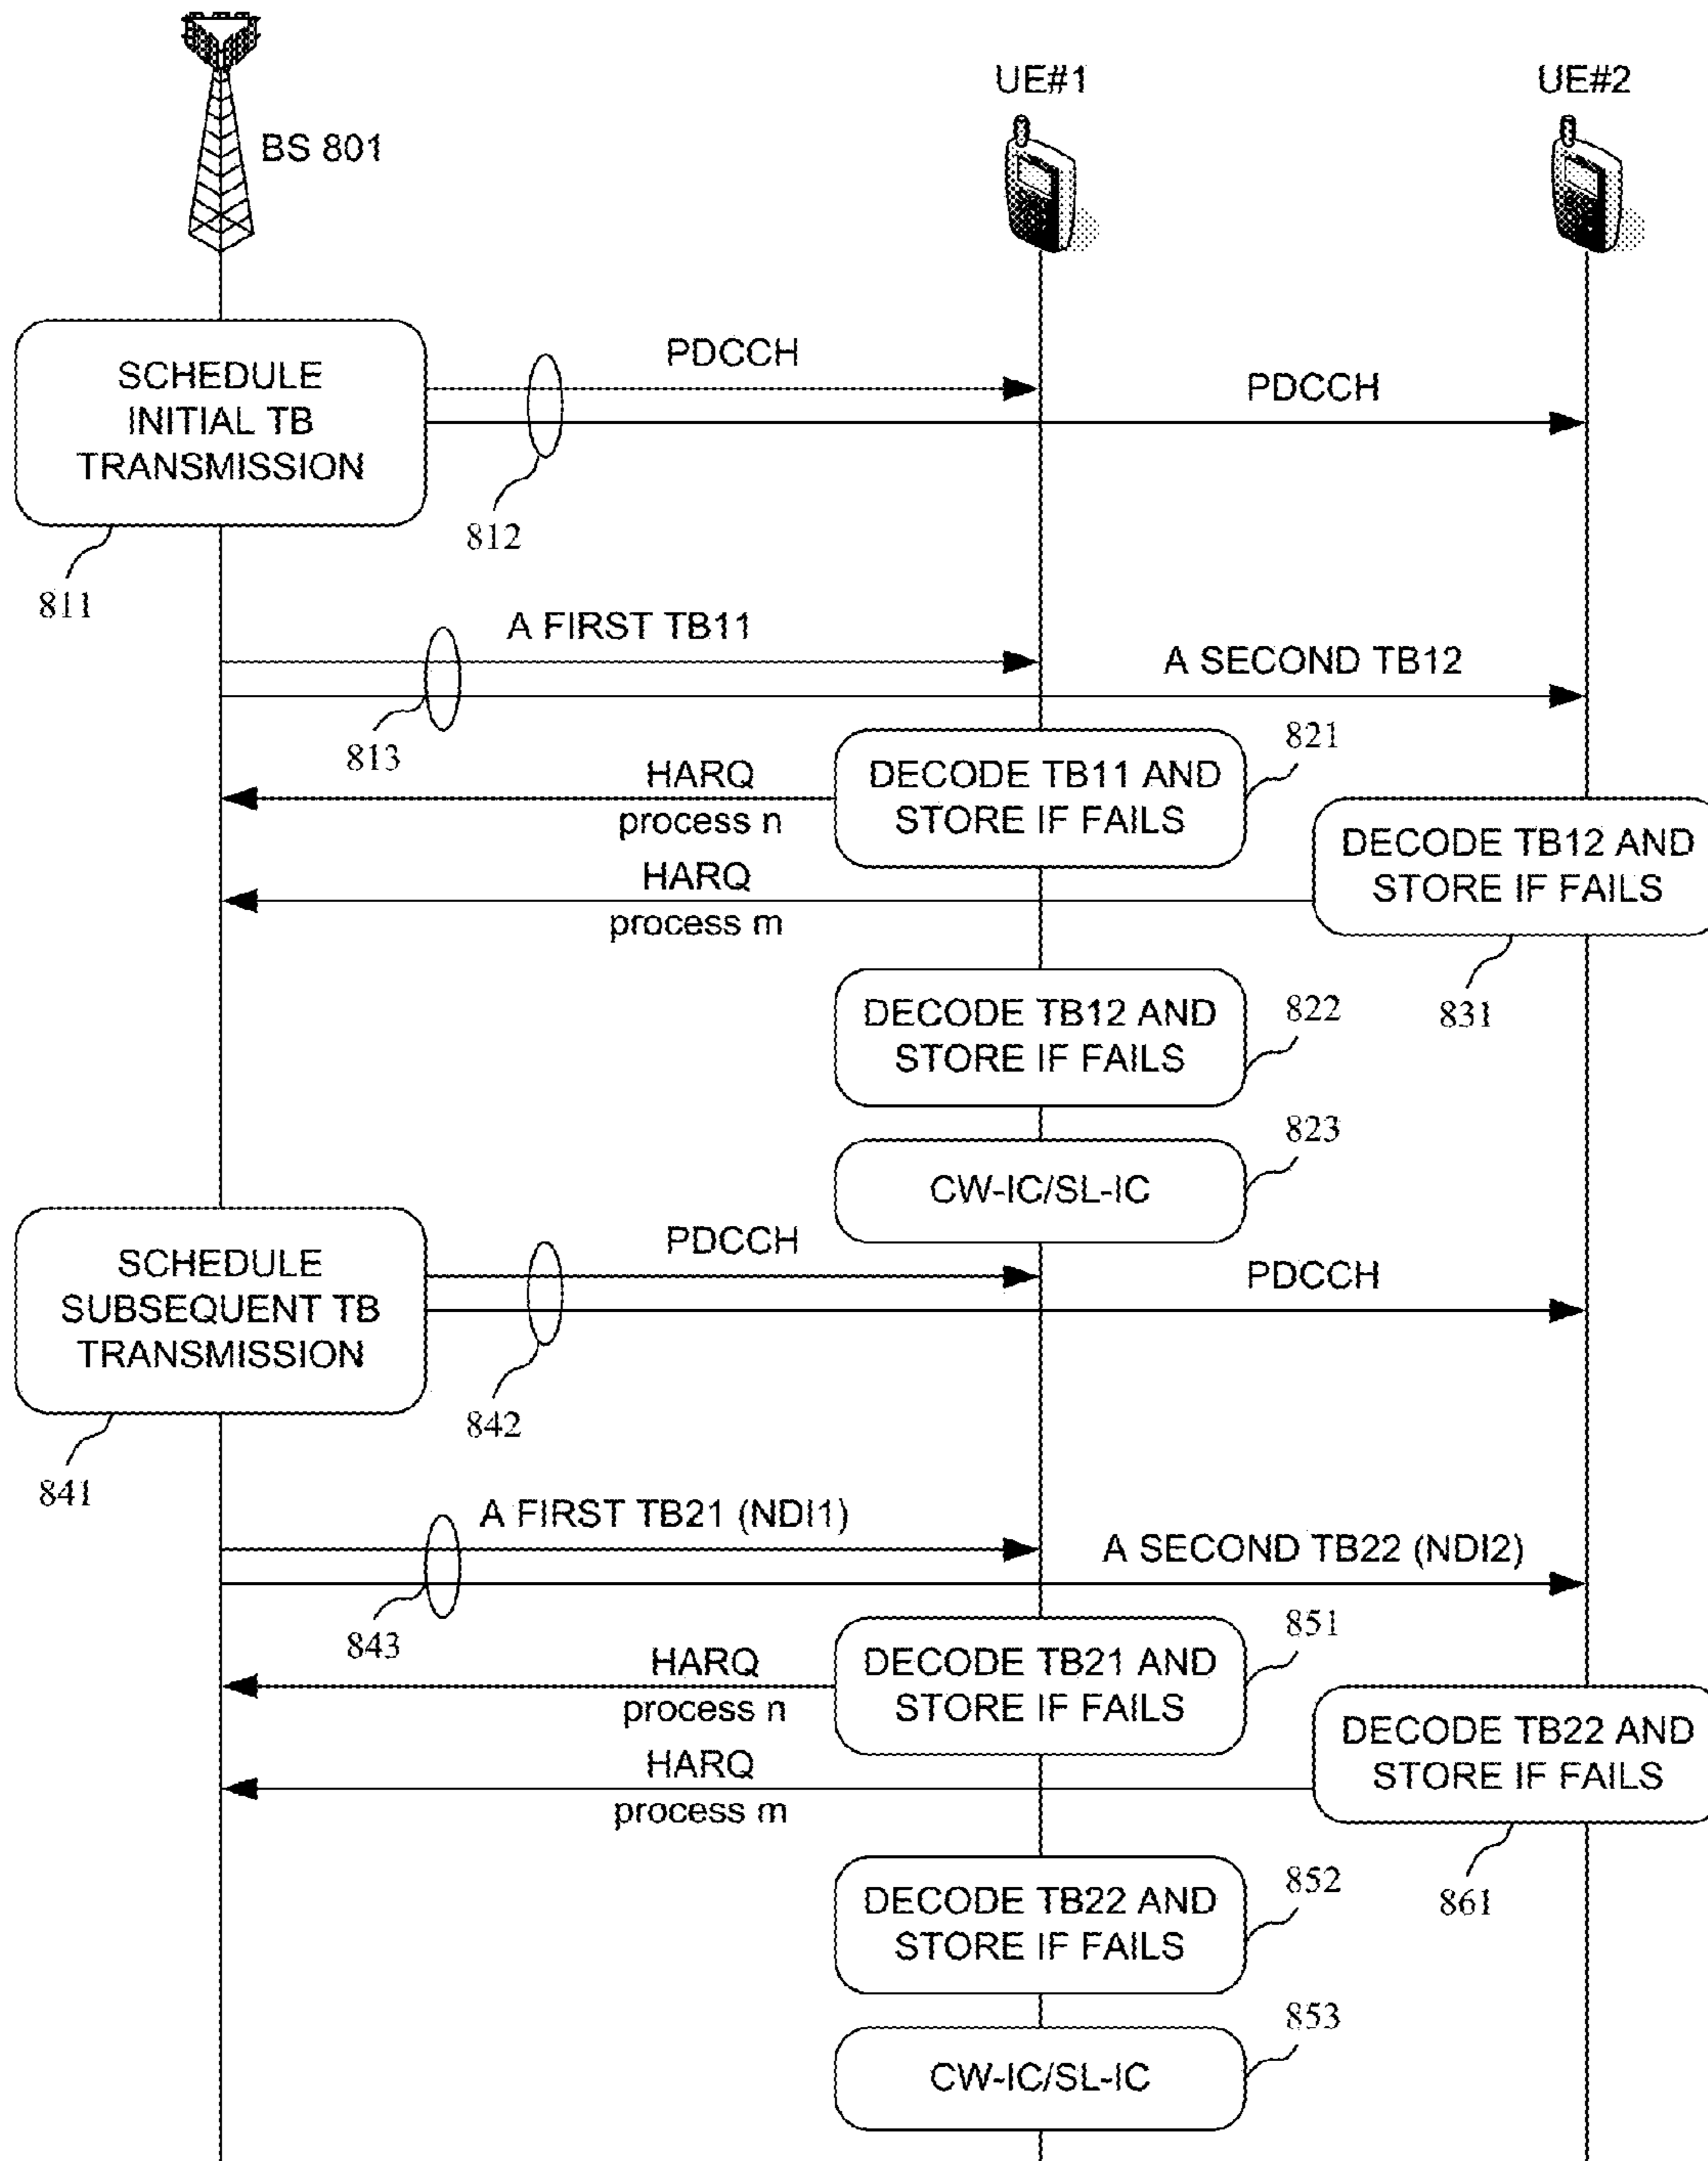 UE#1
UE#2
BS 801
SCHEDULE
INITIAL TB
TRANSMISSION
PDCCH
PDCCH
812
811
A FIRST TB11
A SECOND TB12
813
821
HARQ
process n
DECODE TB11 AND
STORE IF FAILS
DECODE TB12 AND
STORE IF FAILS
HARQ
process m
831
DECODE TB12 AND
STORE IF FAILS
822
823
CW-IC/SL-IC
SCHEDULE
SUBSEQUENT TB
TRANSMISSION
PDCCH
PDCCH
842
841
A FIRST TB21 (NDI1)
A SECOND TB22 (NDI2)
843
851
HARQ
process n
DECODE TB21 AND
STORE IF FAILS
DECODE TB22 AND
STORE IF FAILS
HARQ
process m
861
DECODE TB22 AND
STORE IF FAILS
852
853
CW-IC/SL-IC